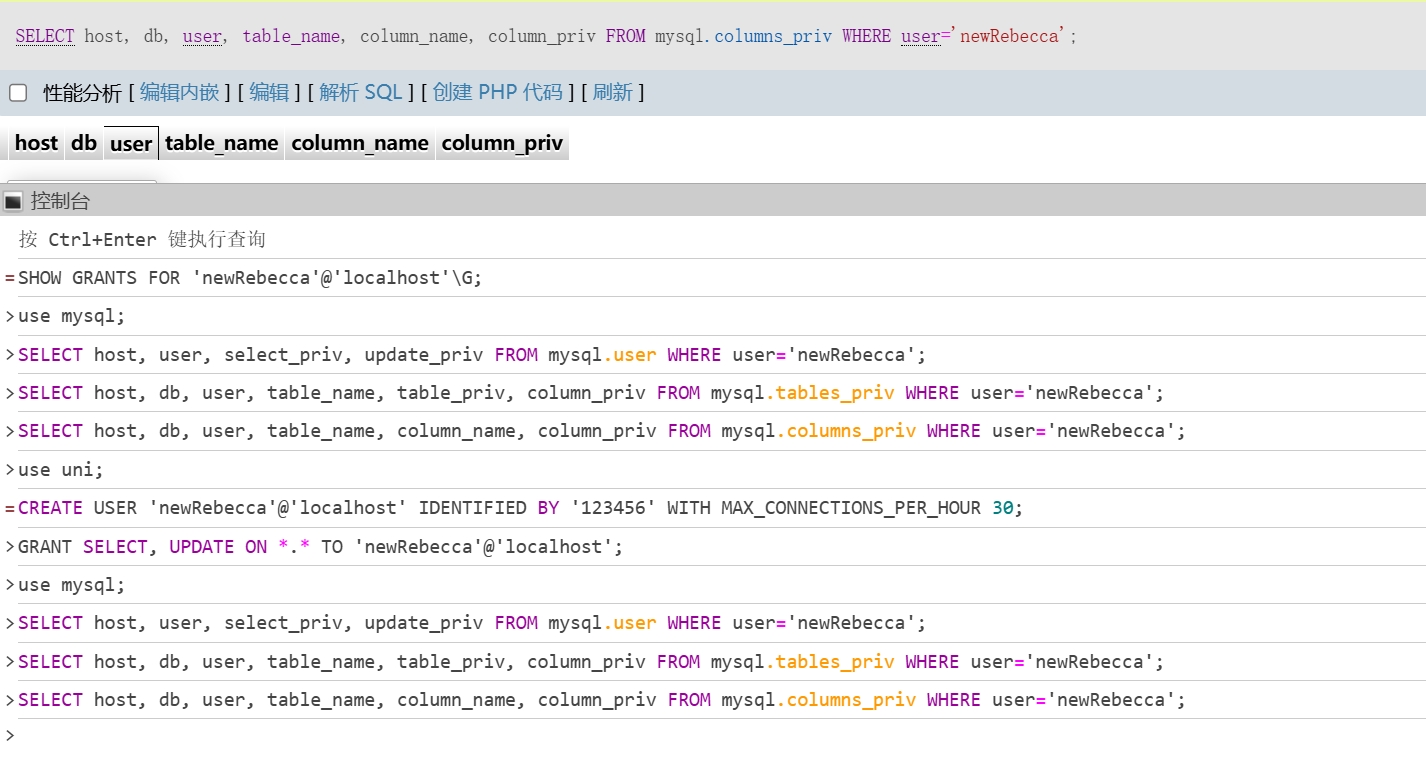 SELECT host, db, user, table_name, column_name, column_priv FROM mysql.columns_priv WHERE user='newRebecca';
性能分析 [ 编辑内嵌 ] [ 编辑 ] [ 解析 SQL ] [ 创建 PHP 代码 ] [ 刷新 ]
host db user table_name column_name column_priv
控制台
按 Ctrl+Enter 键执行查询
=SHOW GRANTS FOR 'newRebecca'@'localhost'\G;
>use mysql;
>SELECT host, user, select_priv, update_priv FROM mysql.user WHERE user='newRebecca';
>SELECT host, db, user, table_name, table_priv, column_priv FROM mysql.tables_priv WHERE user='newRebecca';
>SELECT host, db, user, table_name, column_name, column_priv FROM mysql.columns_priv WHERE user='newRebecca';
>use uni;
=CREATE USER 'newRebecca'@'localhost' IDENTIFIED BY '123456' WITH MAX_CONNECTIONS_PER_HOUR 30;
>GRANT SELECT, UPDATE ON *.* TO 'newRebecca'@'localhost';
>use mysql;
>SELECT host, user, select_priv, update_priv FROM mysql.user WHERE user='newRebecca';
>SELECT host, db, user, table_name, table_priv, column_priv FROM mysql.tables_priv WHERE user='newRebecca';
>SELECT host, db, user, table_name, column_name, column_priv FROM mysql.columns_priv WHERE user='newRebecca';
>